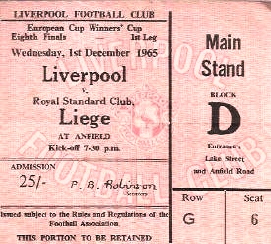 LIVERPOOL FOOTBALL CLUB
European Cup Winners' Cup
Eighth Finals 1st Leg
Wednesday, 1st December 1965
Liverpool
v.
Royal Standard Club,
Liege
AT ANFIELD
Kick-off 7-30 p.m.
ADMISSION
25/-
P. B. Robinson
Secretary
Issued subject to the Rules and Regulations of the
Football Association.
THIS PORTION TO BE RETAINED
Main
Stand
BLOCK
D
Entrance
Lake Street
and Anfield Road
Row Seat
G 6